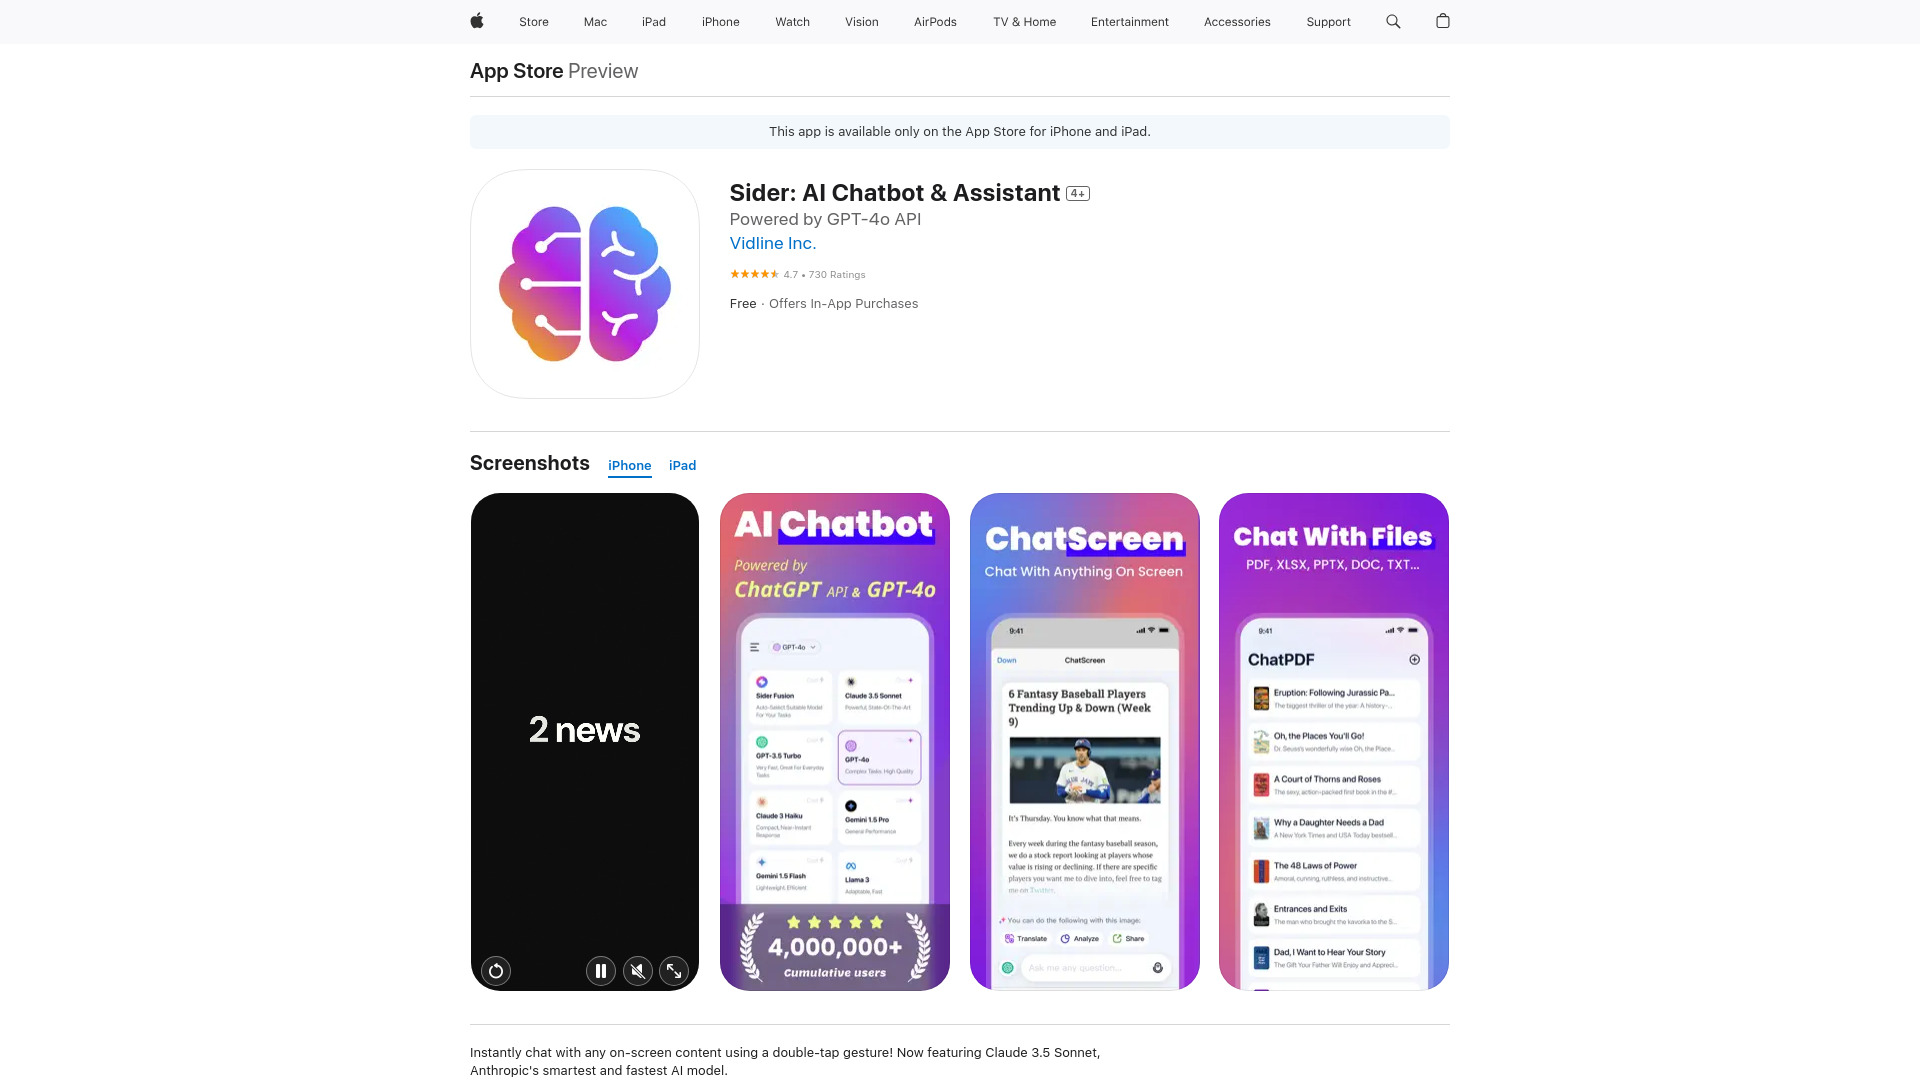 Store Mac iPad iPhone Watch Vision AirPods TV & Home Entertainment Accessories Support
App Store Preview
This app is available only on the App Store for iPhone and iPad.
Sider: AI Chatbot & Assistant 4+
Powered by GPT-4o API
Vidline Inc.
4.7 • 730 Ratings
Free · Offers In-App Purchases
Screenshots iPhone iPad
2 news
AI Chatbot
Powered by
ChatGPT API & GPT-4o
GPT-4o
Sider Fusion
Auto-Select Suitable Model
For Your Tasks
Claude 3.5 Sonnet
Powerful, State-Of-The-Art
GPT-3.5 Turbo
Very Fast, Great For Everyday
Tasks
GPT-4o
Complex Tasks, High Quality
Claude 3 Haiku
Compact, Near-Instant
Response
Gemini 1.5 Pro
General Performance
Gemini 1.5 Flash
Lightweight, Efficient
Llama 3
Adaptable, Fast
4,000,000+
Cumulative users
ChatScreen
Chat With Anything On Screen
9:41
Down ChatScreen
6 Fantasy Baseball Players
Trending Up & Down (Week
9)
BLUE JAYS
It's Thursday. You know what that means.
Every week during the fantasy baseball season,
we do a stock report looking at players whose
value is rising or declining. If there are specific
players you want me to dive into, feel free to tag
me on Twitter.
You can do the following with this image:
Translate Analyze Share
Ask me any question...
Chat With Files
PDF, XLSX, PPTX, DOC, TXT...
9:41
ChatPDF
Eruption: Following Jurassic Pa...
The biggest thriller of the year: A history-...
Oh, the Places You'll Go!
Dr. Seuss's wonderfully wise Oh, the Place...
A Court of Thorns and Roses
The sexy, action-packed first book in the #...
Why a Daughter Needs a Dad
A New York Times and USA Today bestsell...
The 48 Laws of Power
Amoral, cunning, ruthless, and instructive...
Entrances and Exits
The man who brought the kavorka to the S...
Dad, I Want to Hear Your Story
The Gift Your Father Will Enjoy and Appreci...
Instantly chat with any on-screen content using a double-tap gesture! Now featuring Claude 3.5 Sonnet,
Anthropic's smartest and fastest AI model.